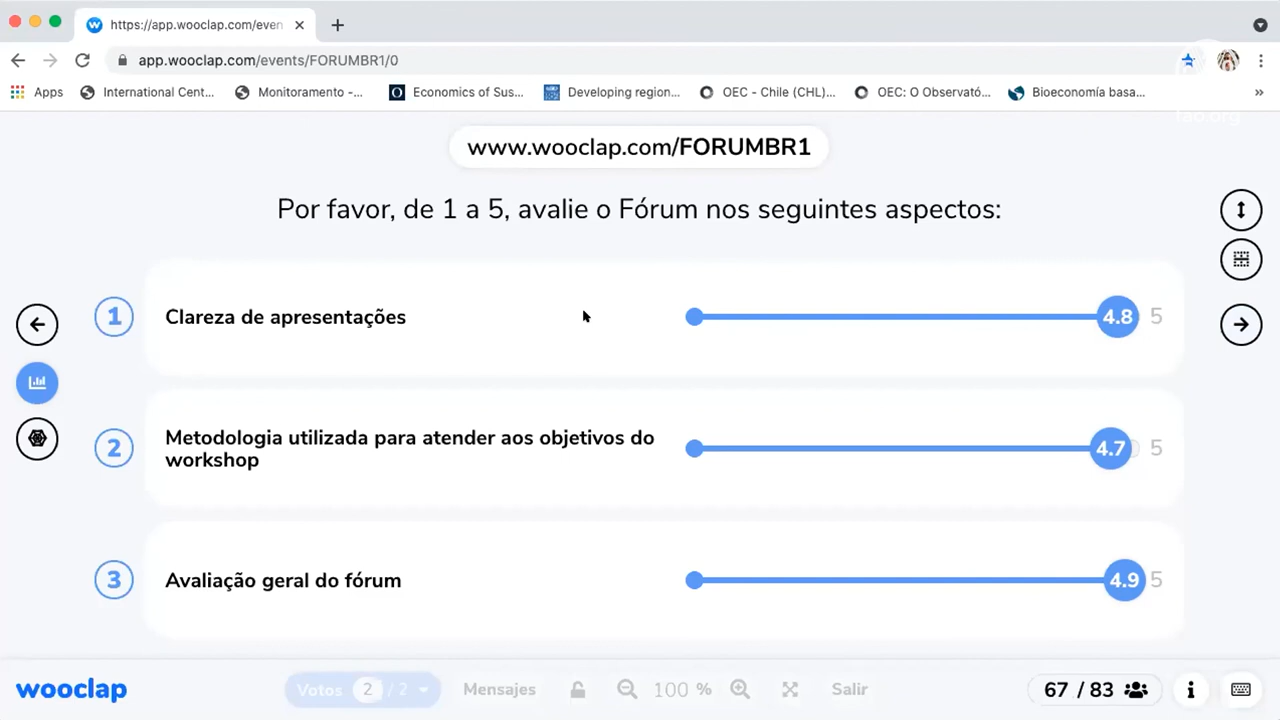 https://app.wooclap.com/even
app.wooclap.com/events/FORUMBR1/0
Apps
International Cent...
Monitoramento -...
Economics of Sus...
Developing region...
OEC - Chile (CHL)...
OEC: O Observató...
Bioeconomía basa...
fao.org
www.wooclap.com/FORUMBR1
Por favor, de 1 a 5, avalie o Fórum nos seguintes aspectos:
1
Clareza de apresentações
4.8
5
2
Metodologia utilizada para atender aos objetivos do
workshop
4.7
5
3
Avaliação geral do fórum
4.9
5
wooclap
Votos 2 / 2
Mensajes
100 %
Salir
67 / 83